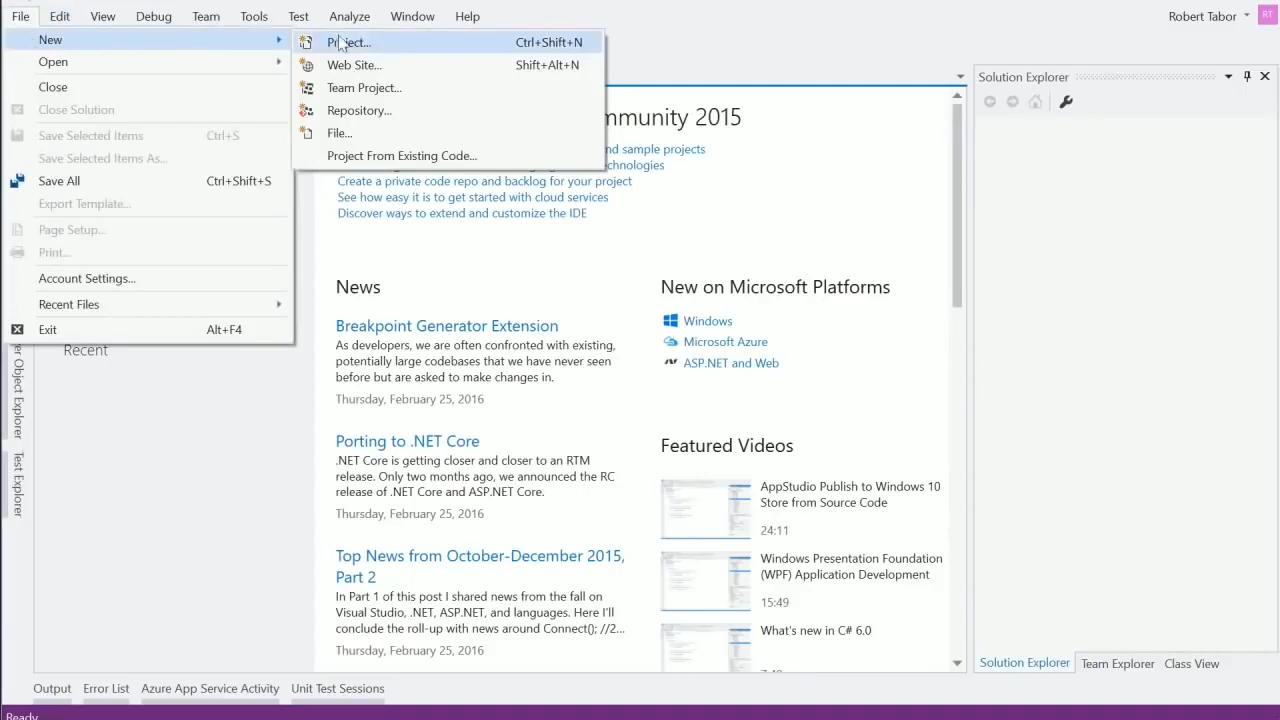 File Edit View Debug Team Tools Test Analyze Window Help
Robert Tabor RT
New
Open
Close
Close Solution
Save Selected Items Ctrl+S
Save Selected Items As...
Save All Ctrl+Shift+S
Export Template...
Page Setup...
Print...
Account Settings...
Recent Files
Exit Alt+F4
Project... Ctrl+Shift+N
Web Site... Shift+Alt+N
Team Project...
Repository...
File...
Project From Existing Code...
mmunity 2015
nd sample projects
chnologies
Create a private code repo and backlog for your project
See how easy it is to get started with cloud services
Discover ways to extend and customize the IDE
Recent
er Object Explorer
Test Explorer
News
Breakpoint Generator Extension
As developers, we are often confronted with existing,
potentially large codebases that we have never seen
before but are asked to make changes in.
Thursday, February 25, 2016
Porting to .NET Core
.NET Core is getting closer and closer to an RTM
release. Only two months ago, we announced the RC
release of .NET Core and ASP.NET Core.
Thursday, February 25, 2016
Top News from October-December 2015,
Part 2
In Part 1 of this post I shared news from the fall on
Visual Studio, .NET, ASP.NET, and languages. Here I'll
conclude the roll-up with news around Connect(); //2...
Thursday, February 25, 2016
New on Microsoft Platforms
Windows
Microsoft Azure
ASP.NET and Web
Featured Videos
AppStudio Publish to Windows 10
Store from Source Code
24:11
Windows Presentation Foundation
(WPF) Application Development
15:49
What's new in C# 6.0
Solution Explorer
Solution Explorer Team Explorer Class View
Output Error List Azure App Service Activity Unit Test Sessions
Ready